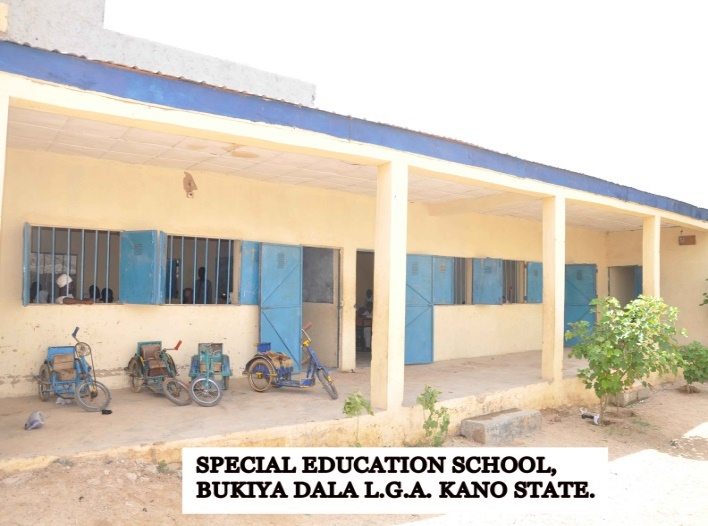 SPECIAL EDUCATION SCHOOL,
BUKIYA DALA L.G.A. KANO STATE.